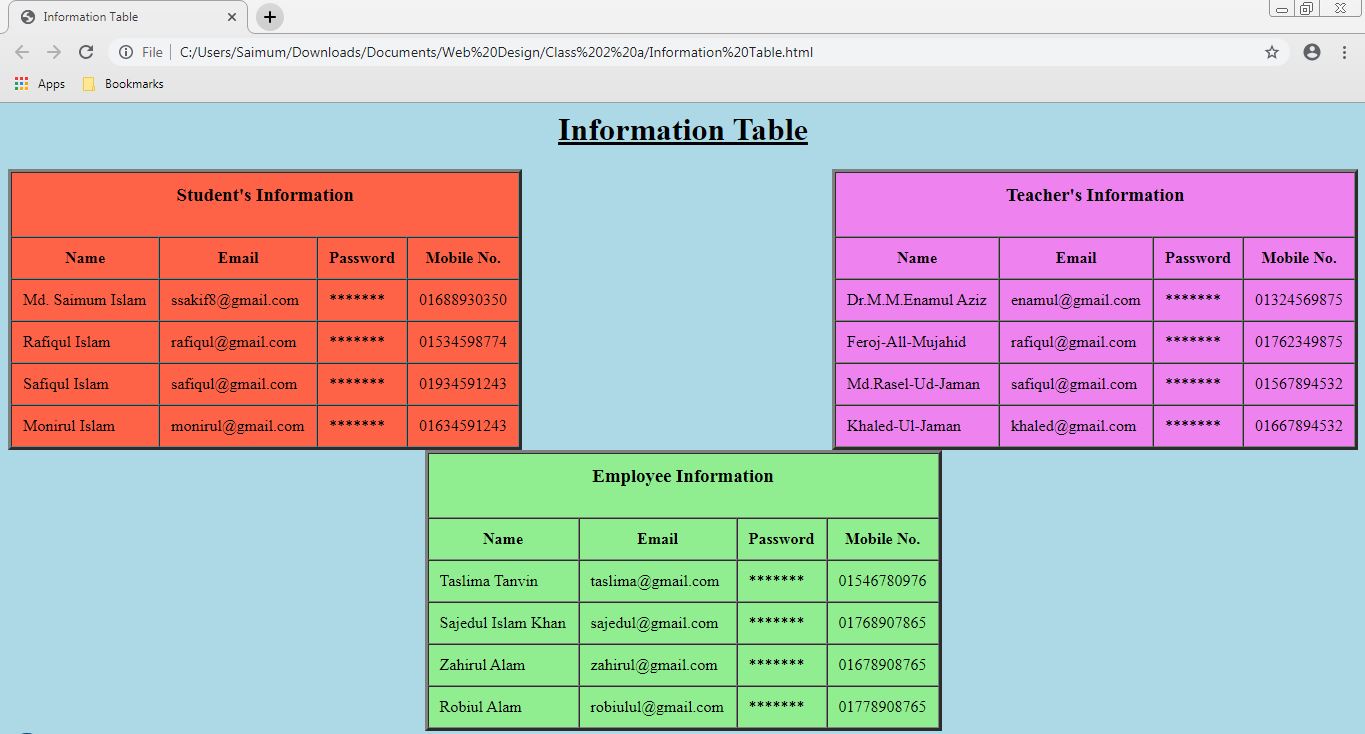 Information Table
File C:/Users/Saimum/Downloads/Documents/Web%20Design/Class%202%20a/Information%20Table.html
Apps Bookmarks
Information Table
Student's Information
Name Email Password Mobile No.
Md. Saimum Islam ssakif8@gmail.com ******* 01688930350
Rafiqul Islam rafiqul@gmail.com ******* 01534598774
Safiqul Islam safiqul@gmail.com ******* 01934591243
Monirul Islam monirul@gmail.com ******* 01634591243
Teacher's Information
Name Email Password Mobile No.
Dr.M.M.Enamul Aziz enamul@gmail.com ******* 01324569875
Feroj-All-Mujahid rafiqul@gmail.com ******* 01762349875
Md.Rasel-Ud-Jaman safiqul@gmail.com ******* 01567894532
Khaled-Ul-Jaman khaled@gmail.com ******* 01667894532
Employee Information
Name Email Password Mobile No.
Taslima Tanvin taslima@gmail.com ******* 01546780976
Sajedul Islam Khan sajedul@gmail.com ******* 01768907865
Zahirul Alam zahirul@gmail.com ******* 01678908765
Robiul Alam robiulul@gmail.com ******* 01778908765